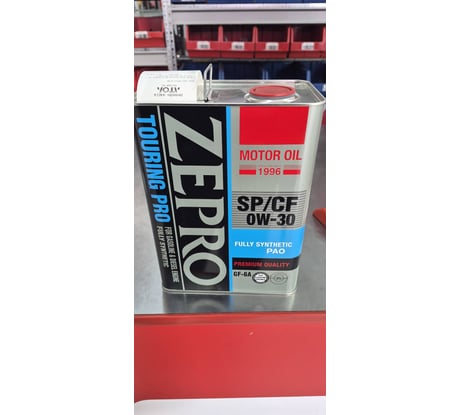 ZEPRO
TOURING PRO
FOR GASOLINE & DIESEL ENGINE
FULLY SYNTHETIC
MOTOR OIL
1996
SP/CF
0W-30
FULLY SYNTHETIC
PAO
PREMIUM QUALITY
GF-6A